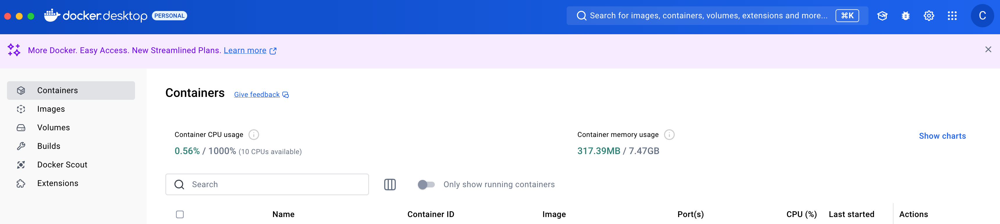 docker desktop PERSONAL
Search for images, containers, volumes, extensions and more... ⌘K
C
More Docker. Easy Access. New Streamlined Plans. Learn more
Containers
Images
Volumes
Builds
Docker Scout
Extensions
Containers Give feedback
Container CPU usage
0.56% / 1000% (10 CPUs available)
Container memory usage
317.39MB / 7.47GB
Show charts
Search
Only show running containers
Name Container ID Image Port(s) CPU (%) Last started Actions